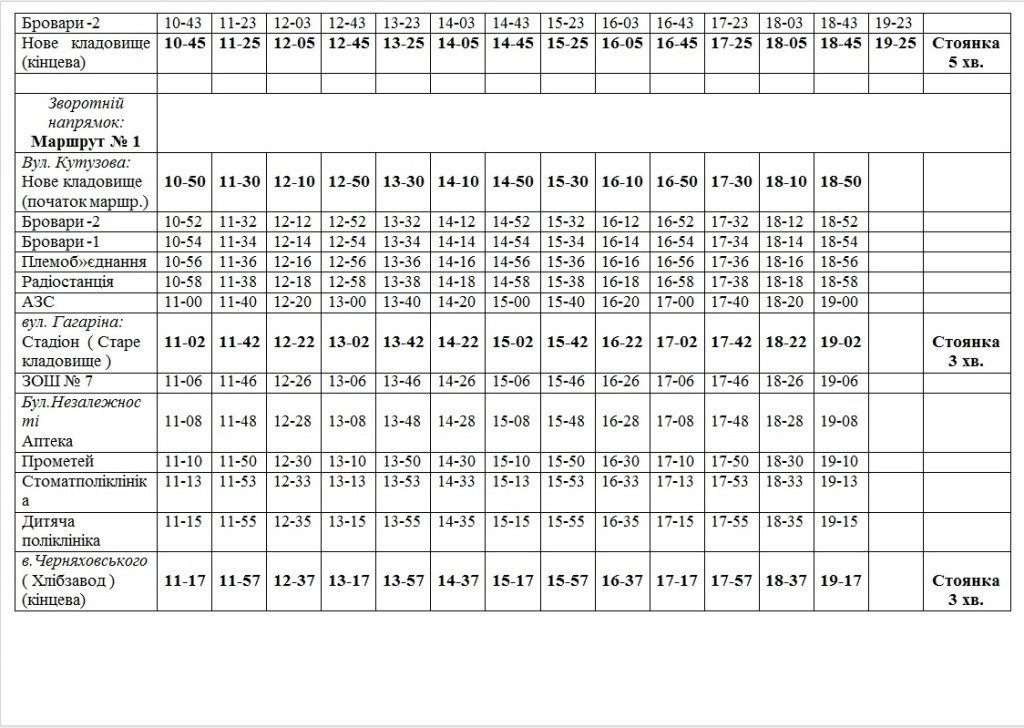 Бровари -2 10-43 11-23 12-03 12-43 13-23 14-03 14-43 15-23 16-03 16-43 17-23 18-03 18-43 19-23
Нове кладовище 10-45 11-25 12-05 12-45 13-25 14-05 14-45 15-25 16-05 16-45 17-25 18-05 18-45 19-25 Стоянка
(кінцева) 5 хв.
Зворотній
напрямок:
Маршрут № 1
Вул. Кутузова:
Нове кладовище 10-50 11-30 12-10 12-50 13-30 14-10 14-50 15-30 16-10 16-50 17-30 18-10 18-50
(початок маршр.)
Бровари -2 10-52 11-32 12-12 12-52 13-32 14-12 14-52 15-32 16-12 16-52 17-32 18-12 18-52
Бровари -1 10-54 11-34 12-14 12-54 13-34 14-14 14-54 15-34 16-14 16-54 17-34 18-14 18-54
Племоб»єднання 10-56 11-36 12-16 12-56 13-36 14-16 14-56 15-36 16-16 16-56 17-36 18-16 18-56
Радіостанція 10-58 11-38 12-18 12-58 13-38 14-18 14-58 15-38 16-18 16-58 17-38 18-18 18-58
АЗС 11-00 11-40 12-20 13-00 13-40 14-20 15-00 15-40 16-20 17-00 17-40 18-20 19-00
вул. Гагаріна:
Стадіон ( Старе 11-02 11-42 12-22 13-02 13-42 14-22 15-02 15-42 16-22 17-02 17-42 18-22 19-02 Стоянка
кладовище ) 3 хв.
ЗОШ № 7 11-06 11-46 12-26 13-06 13-46 14-26 15-06 15-46 16-26 17-06 17-46 18-26 19-06
Бул.Незалежнос
ті 11-08 11-48 12-28 13-08 13-48 14-28 15-08 15-48 16-28 17-08 17-48 18-28 19-08
Аптека
Прометей 11-10 11-50 12-30 13-10 13-50 14-30 15-10 15-50 16-30 17-10 17-50 18-30 19-10
Стоматполіклінік 11-13 11-53 12-33 13-13 13-53 14-33 15-13 15-53 16-33 17-13 17-53 18-33 19-13
а
Дитяча 11-15 11-55 12-35 13-15 13-55 14-35 15-15 15-55 16-35 17-15 17-55 18-35 19-15
поліклініка
в.Черняховського
( Хлібзавод ) 11-17 11-57 12-37 13-17 13-57 14-37 15-17 15-57 16-37 17-17 17-57 18-37 19-17 Стоянка
(кінцева) 3 хв.